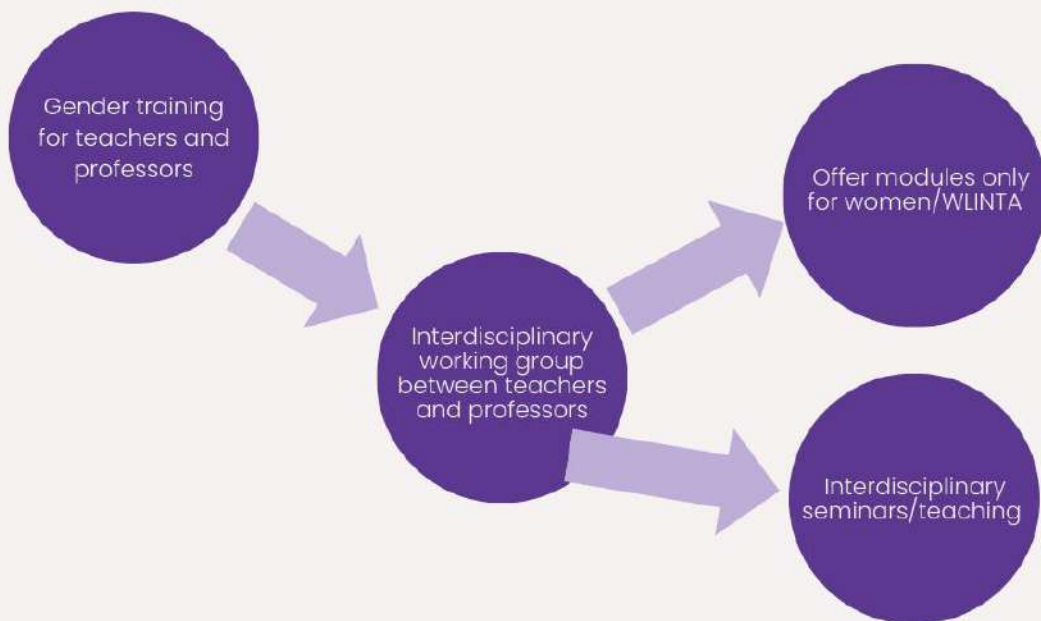 Gender training
for teachers and
professors
Interdisciplinary
working group
between teachers
and professors
Offer modules only
for women/WLINTA
Interdisciplinary
seminars/teaching